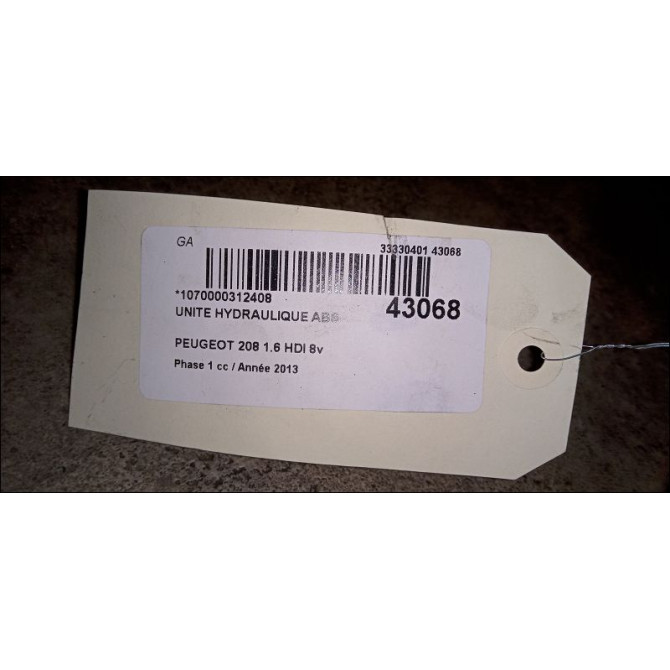 GA
33330401 43068
*1070000312408
43068
UNITE HYDRAULIQUE ABS
PEUGEOT 208 1.6 HDI 8v
Phase 1 cc / Année 2013